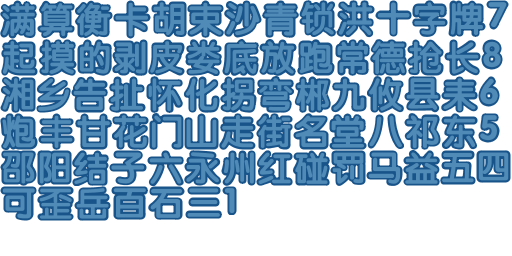 满算衡卡胡束沙青锁洪十字牌7
起摸的剥皮娄底放跑常德抢长8
湘乡告扯怀化拐弯郴九攸县耒6
炮丰甘花门山走街名堂八祁东5
邵阳结子六永州红碰罚马益五四
可歪岳百石三1